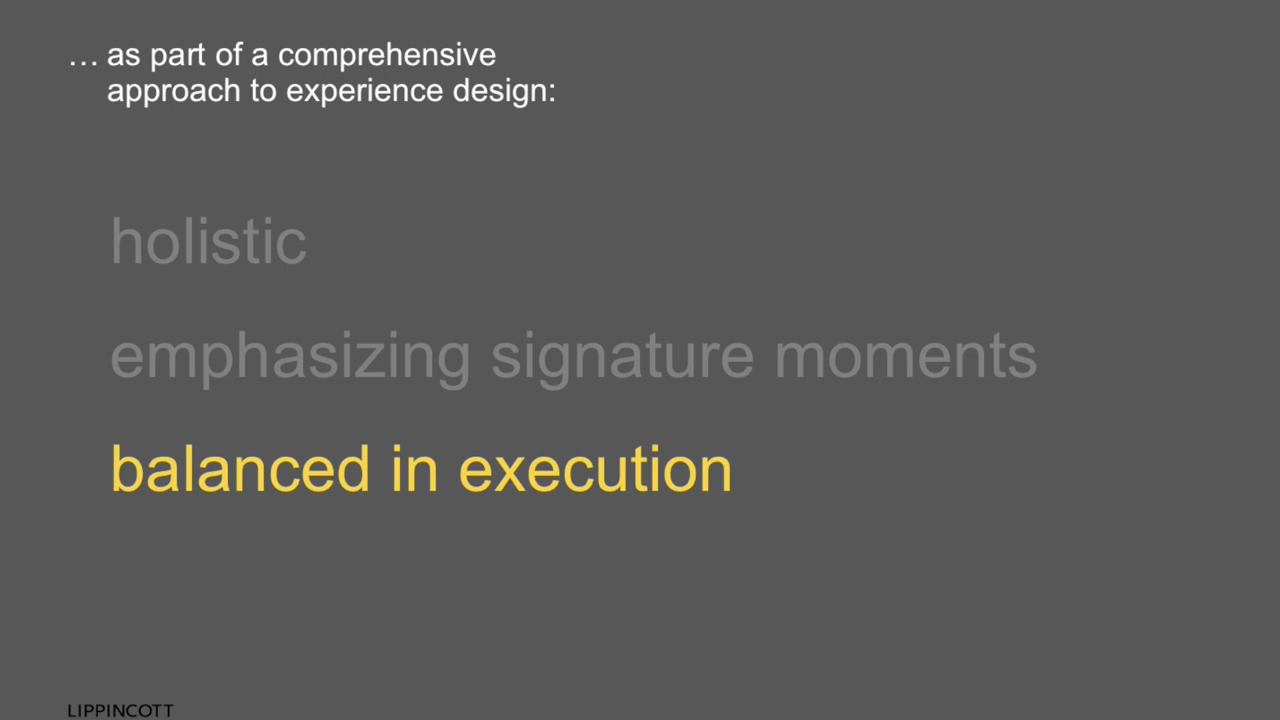 … as part of a comprehensive
approach to experience design:
holistic
emphasizing signature moments
balanced in execution
LIPPINCOTT